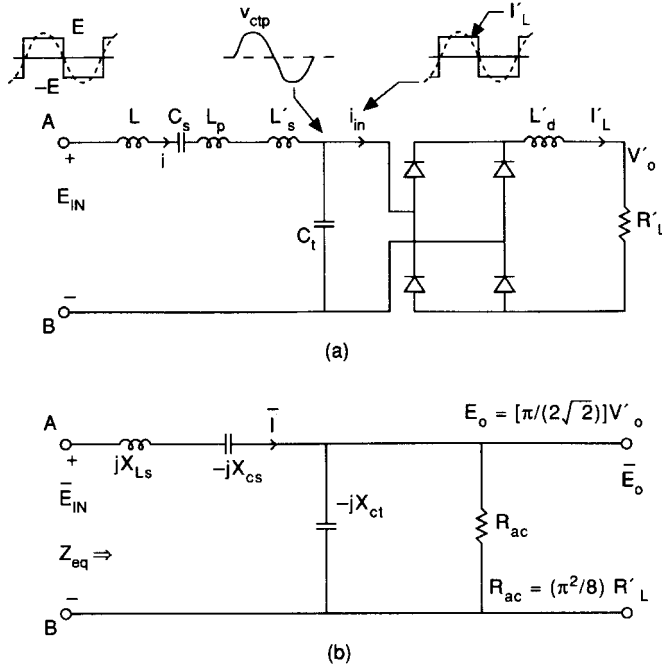 E
–E
v_ctp
I′_L
A
L
C_s
L_p
L′_s
i_in
L′_d
I′_L
+
i
V′_o
E_IN
C_t
R′_L
–
B
(a)
A
Ī
E_o = [π/(2√2)]V′_o
+
jX_Ls
-jX_cs
Ē_IN
-jX_ct
Ē_o
R_ac
Z_eq ⇒
–
R_ac = (π²/8) R′_L
B
(b)